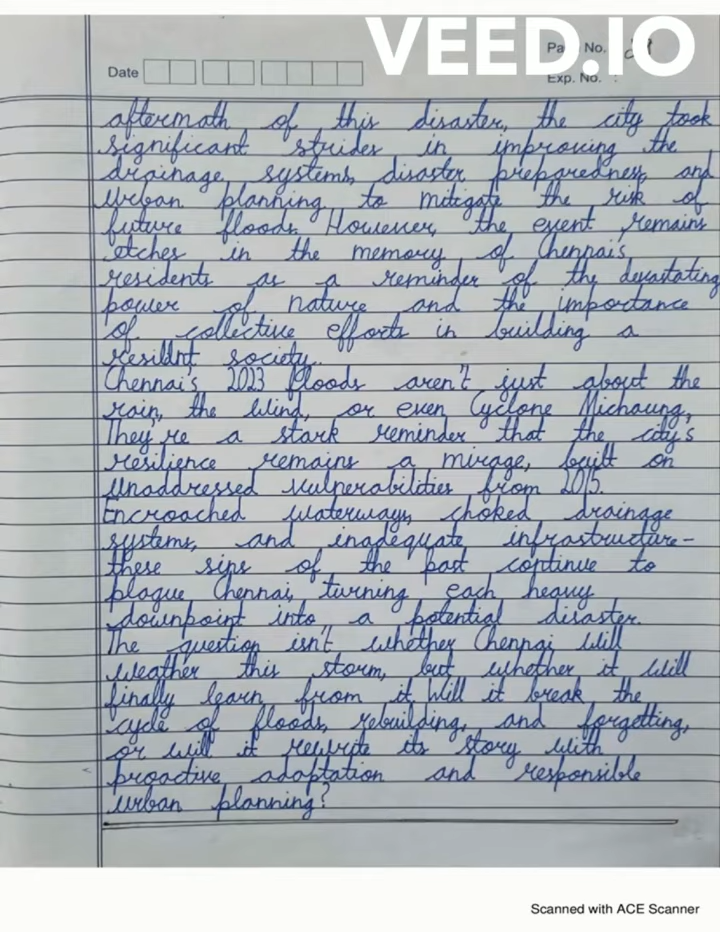 VEED.IO
Page No.
Date
Exp. No. :
aftermath of this disaster, the city took
significant strides in improving the
drainage, systems, disaster preparedness, and
urban planning to mitigate the risk of
future floods. However, the event remains
etches in the memory of Chennai's
residents as a reminder of the devastating
power of nature and the importance
of collective efforts in building a
resildnt society.
Chennai's 2023 floods aren't just about the
rain, the wind, or even Cyclone Michaung,
They're a stark reminder that the city's
resilience remains a mirage, built on
unaddressed vulnerabilities from 2015.
Encroached waterways, choked drainage
systems, and inadequate infrastructure-
these sins of the past continue to
plague Chennai, turning each heavy
downpoint into a potential disaster.
The question isn't whether Chennai will
weather this storm, but whether it will
finally learn from it. Will it break the
cycle of floods, rebuilding, and forgetting,
or will it rewrite its story with
proactive adaptation and responsible
urban planning?
Scanned with ACE Scanner